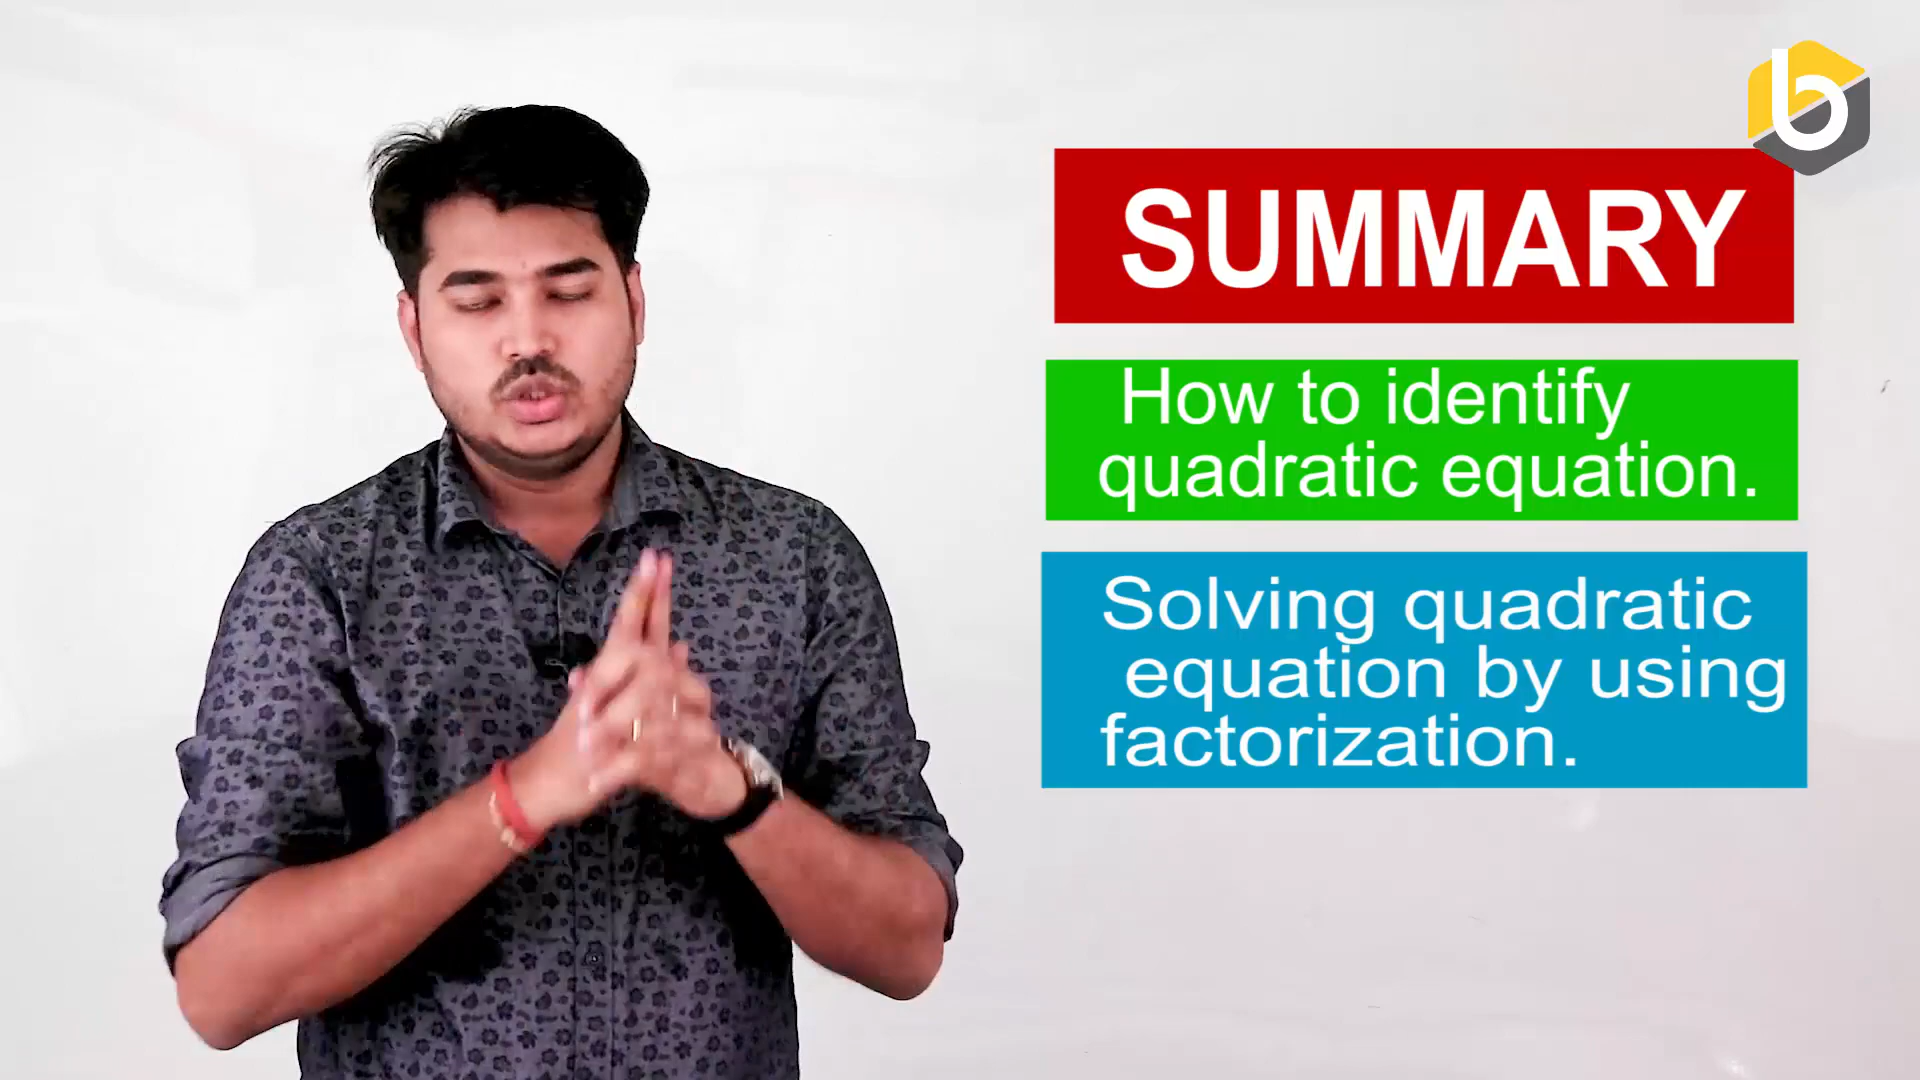 b
SUMMARY
How to identify
quadratic equation.
Solving quadratic
equation by using
factorization.